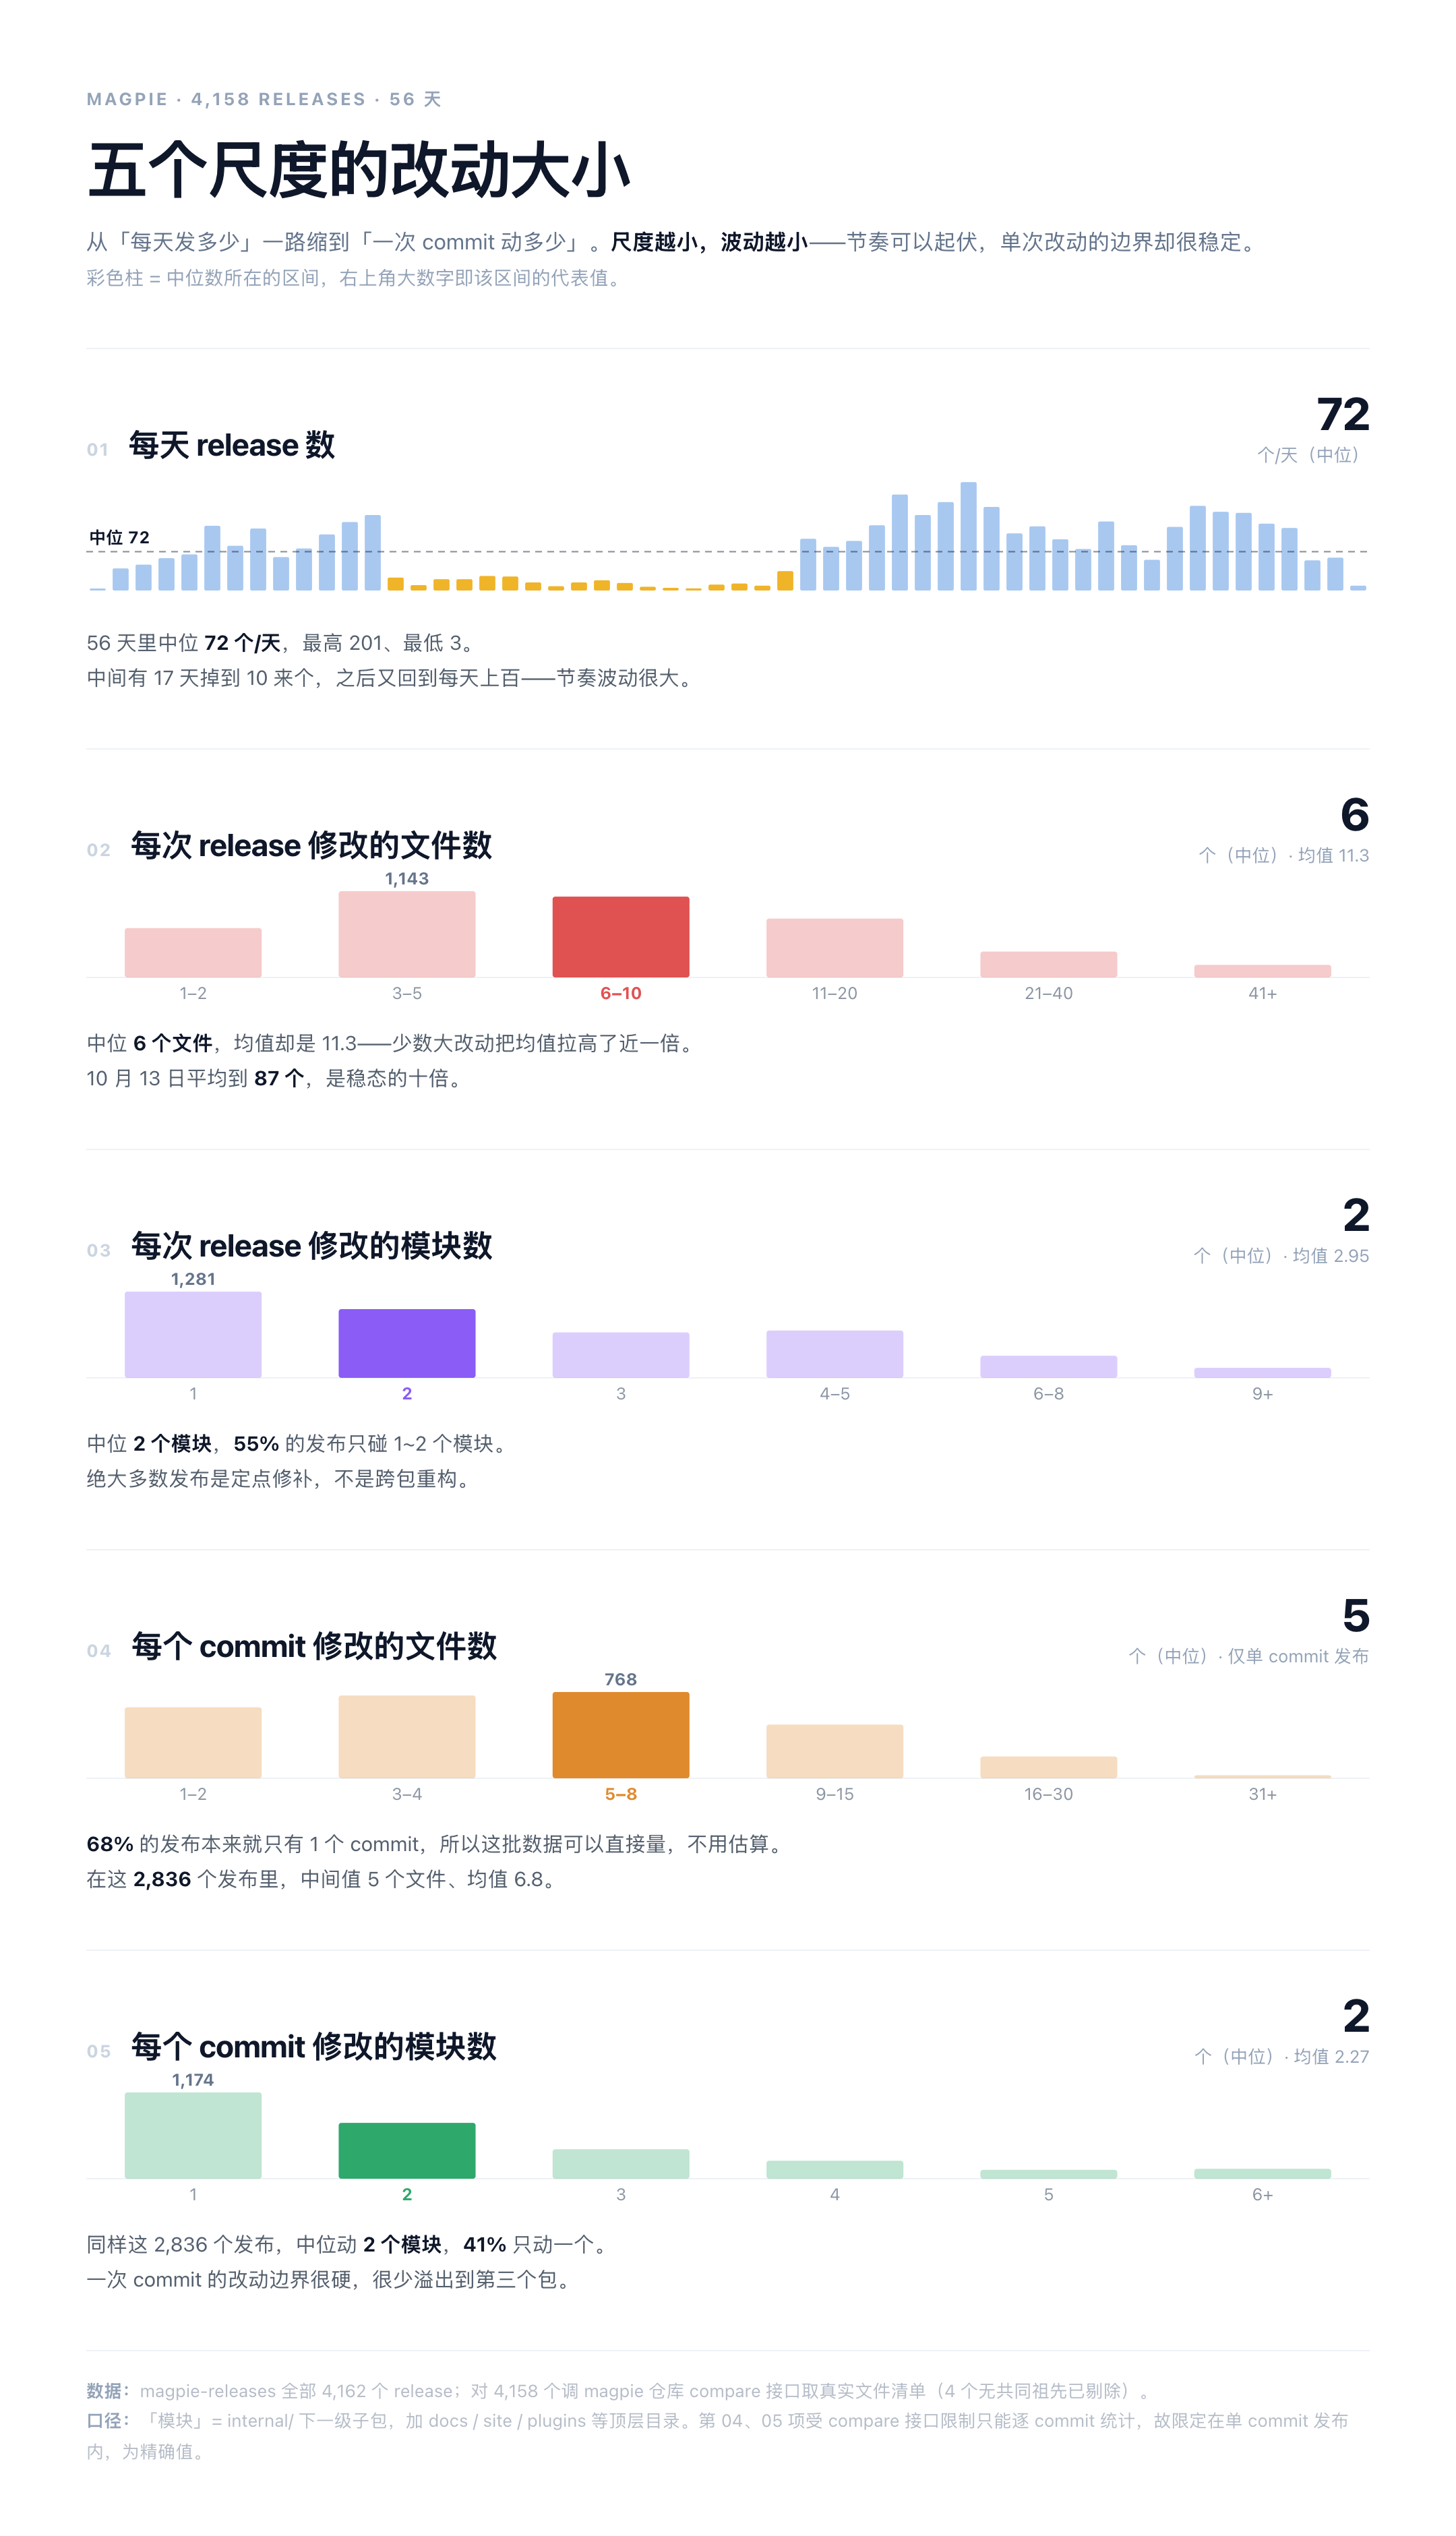 MAGPIE · 4,158 RELEASES · 56 天
五个尺度的改动大小
从「每天发多少」一路缩到「一次 commit 动多少」。尺度越小，波动越小——节奏可以起伏，单次改动的边界却很稳定。
彩色柱 = 中位数所在的区间，右上角大数字即该区间的代表值。
72
01 每天 release 数
个/天（中位）
中位 72
56 天里中位 72 个/天，最高 201、最低 3。
中间有 17 天掉到 10 来个，之后又回到每天上百——节奏波动很大。
6
02 每次 release 修改的文件数
个（中位）· 均值 11.3
1,143
1–2 3–5 6–10 11–20 21–40 41+
中位 6 个文件，均值却是 11.3——少数大改动把均值拉高了近一倍。
10 月 13 日平均到 87 个，是稳态的十倍。
2
03 每次 release 修改的模块数
个（中位）· 均值 2.95
1,281
1 2 3 4–5 6–8 9+
中位 2 个模块，55% 的发布只碰 1~2 个模块。
绝大多数发布是定点修补，不是跨包重构。
5
04 每个 commit 修改的文件数
个（中位）· 仅单 commit 发布
768
1–2 3–4 5–8 9–15 16–30 31+
68% 的发布本来就只有 1 个 commit，所以这批数据可以直接量，不用估算。
在这 2,836 个发布里，中间值 5 个文件、均值 6.8。
2
05 每个 commit 修改的模块数
个（中位）· 均值 2.27
1,174
1 2 3 4 5 6+
同样这 2,836 个发布，中位动 2 个模块，41% 只动一个。
一次 commit 的改动边界很硬，很少溢出到第三个包。
数据：magpie-releases 全部 4,162 个 release；对 4,158 个调 magpie 仓库 compare 接口取真实文件清单（4 个无共同祖先已剔除）。
口径：「模块」= internal/ 下一级子包，加 docs / site / plugins 等顶层目录。第 04、05 项受 compare 接口限制只能逐 commit 统计，故限定在单 commit 发布
内，为精确值。